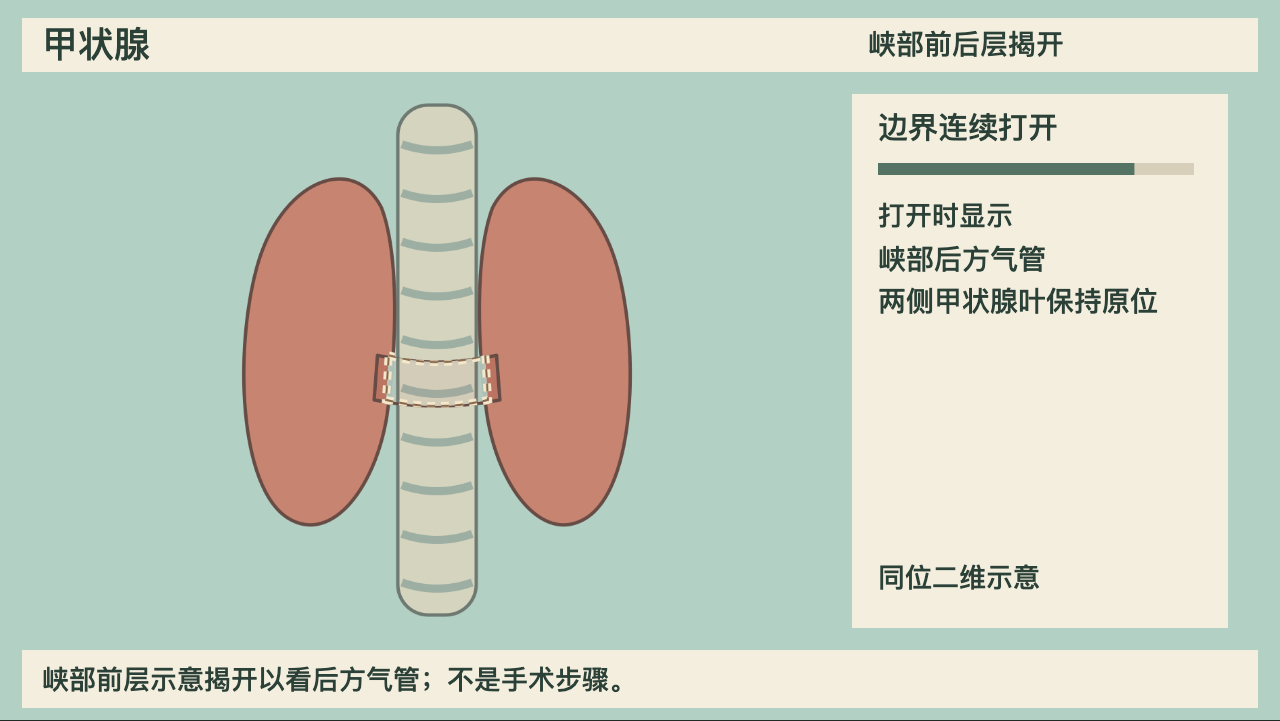 甲状腺
峡部前后层揭开
边界连续打开
打开时显示
峡部后方气管
两侧甲状腺叶保持原位
同位二维示意
峡部前层示意揭开以看后方气管；不是手术步骤。